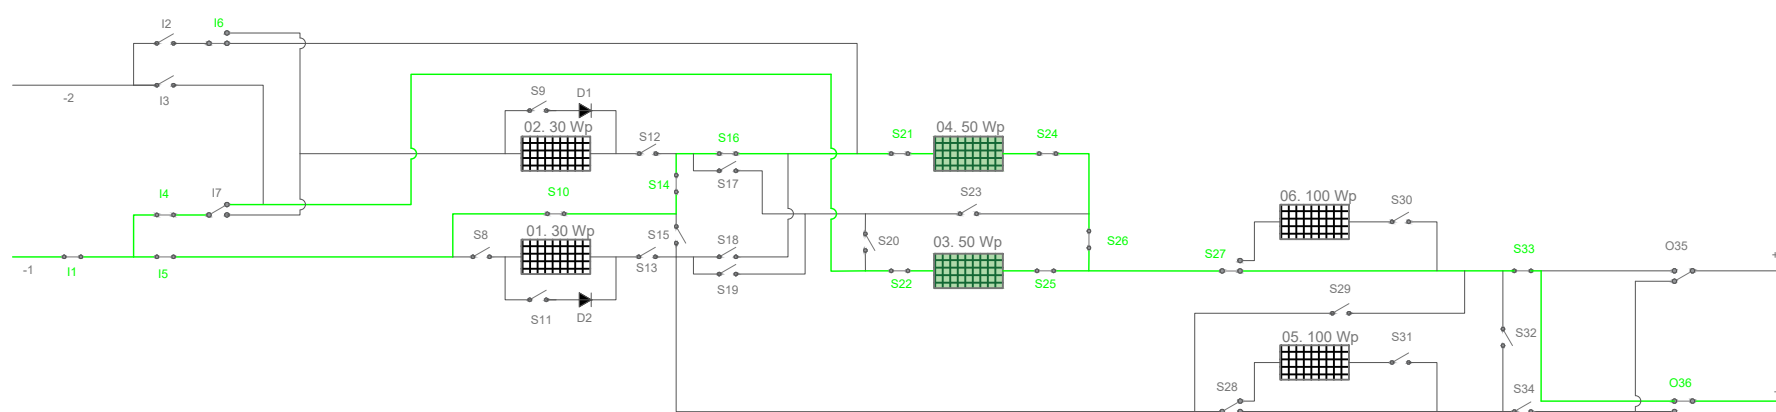 I2
I6
-2
I3
S9
D1
02. 30 Wp
S12
S16
S21
04. 50 Wp
S24
S14
S17
I4
I7
S10
S23
06. 100 Wp
S30
S8
01. 30 Wp
S15
S18
S20
03. 50 Wp
S26
S27
S33
O35
-1
I1
I5
S13
S19
S22
S25
S11
D2
S29
05. 100 Wp
S31
S32
S28
S34
O36